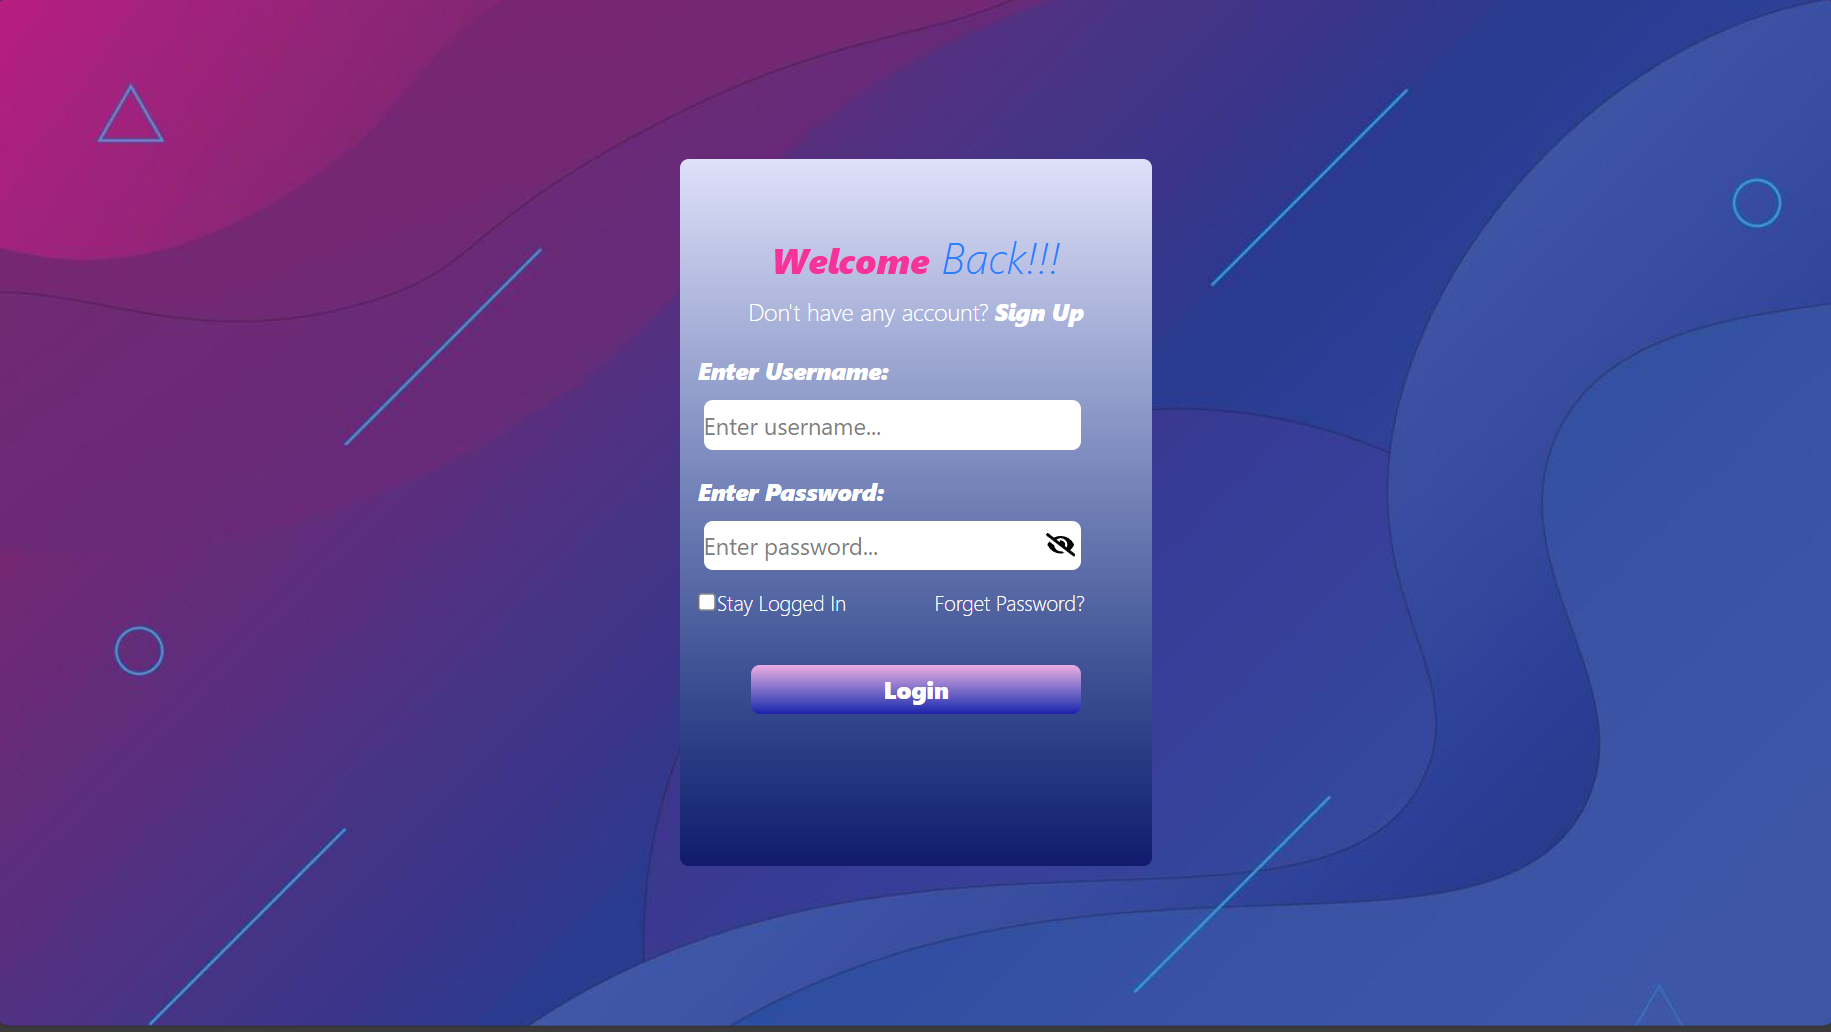 Welcome Back!!!
Don't have any account? Sign Up
Enter Username:
Enter username...
Enter Password:
Enter password...
Stay Logged In Forget Password?
Login